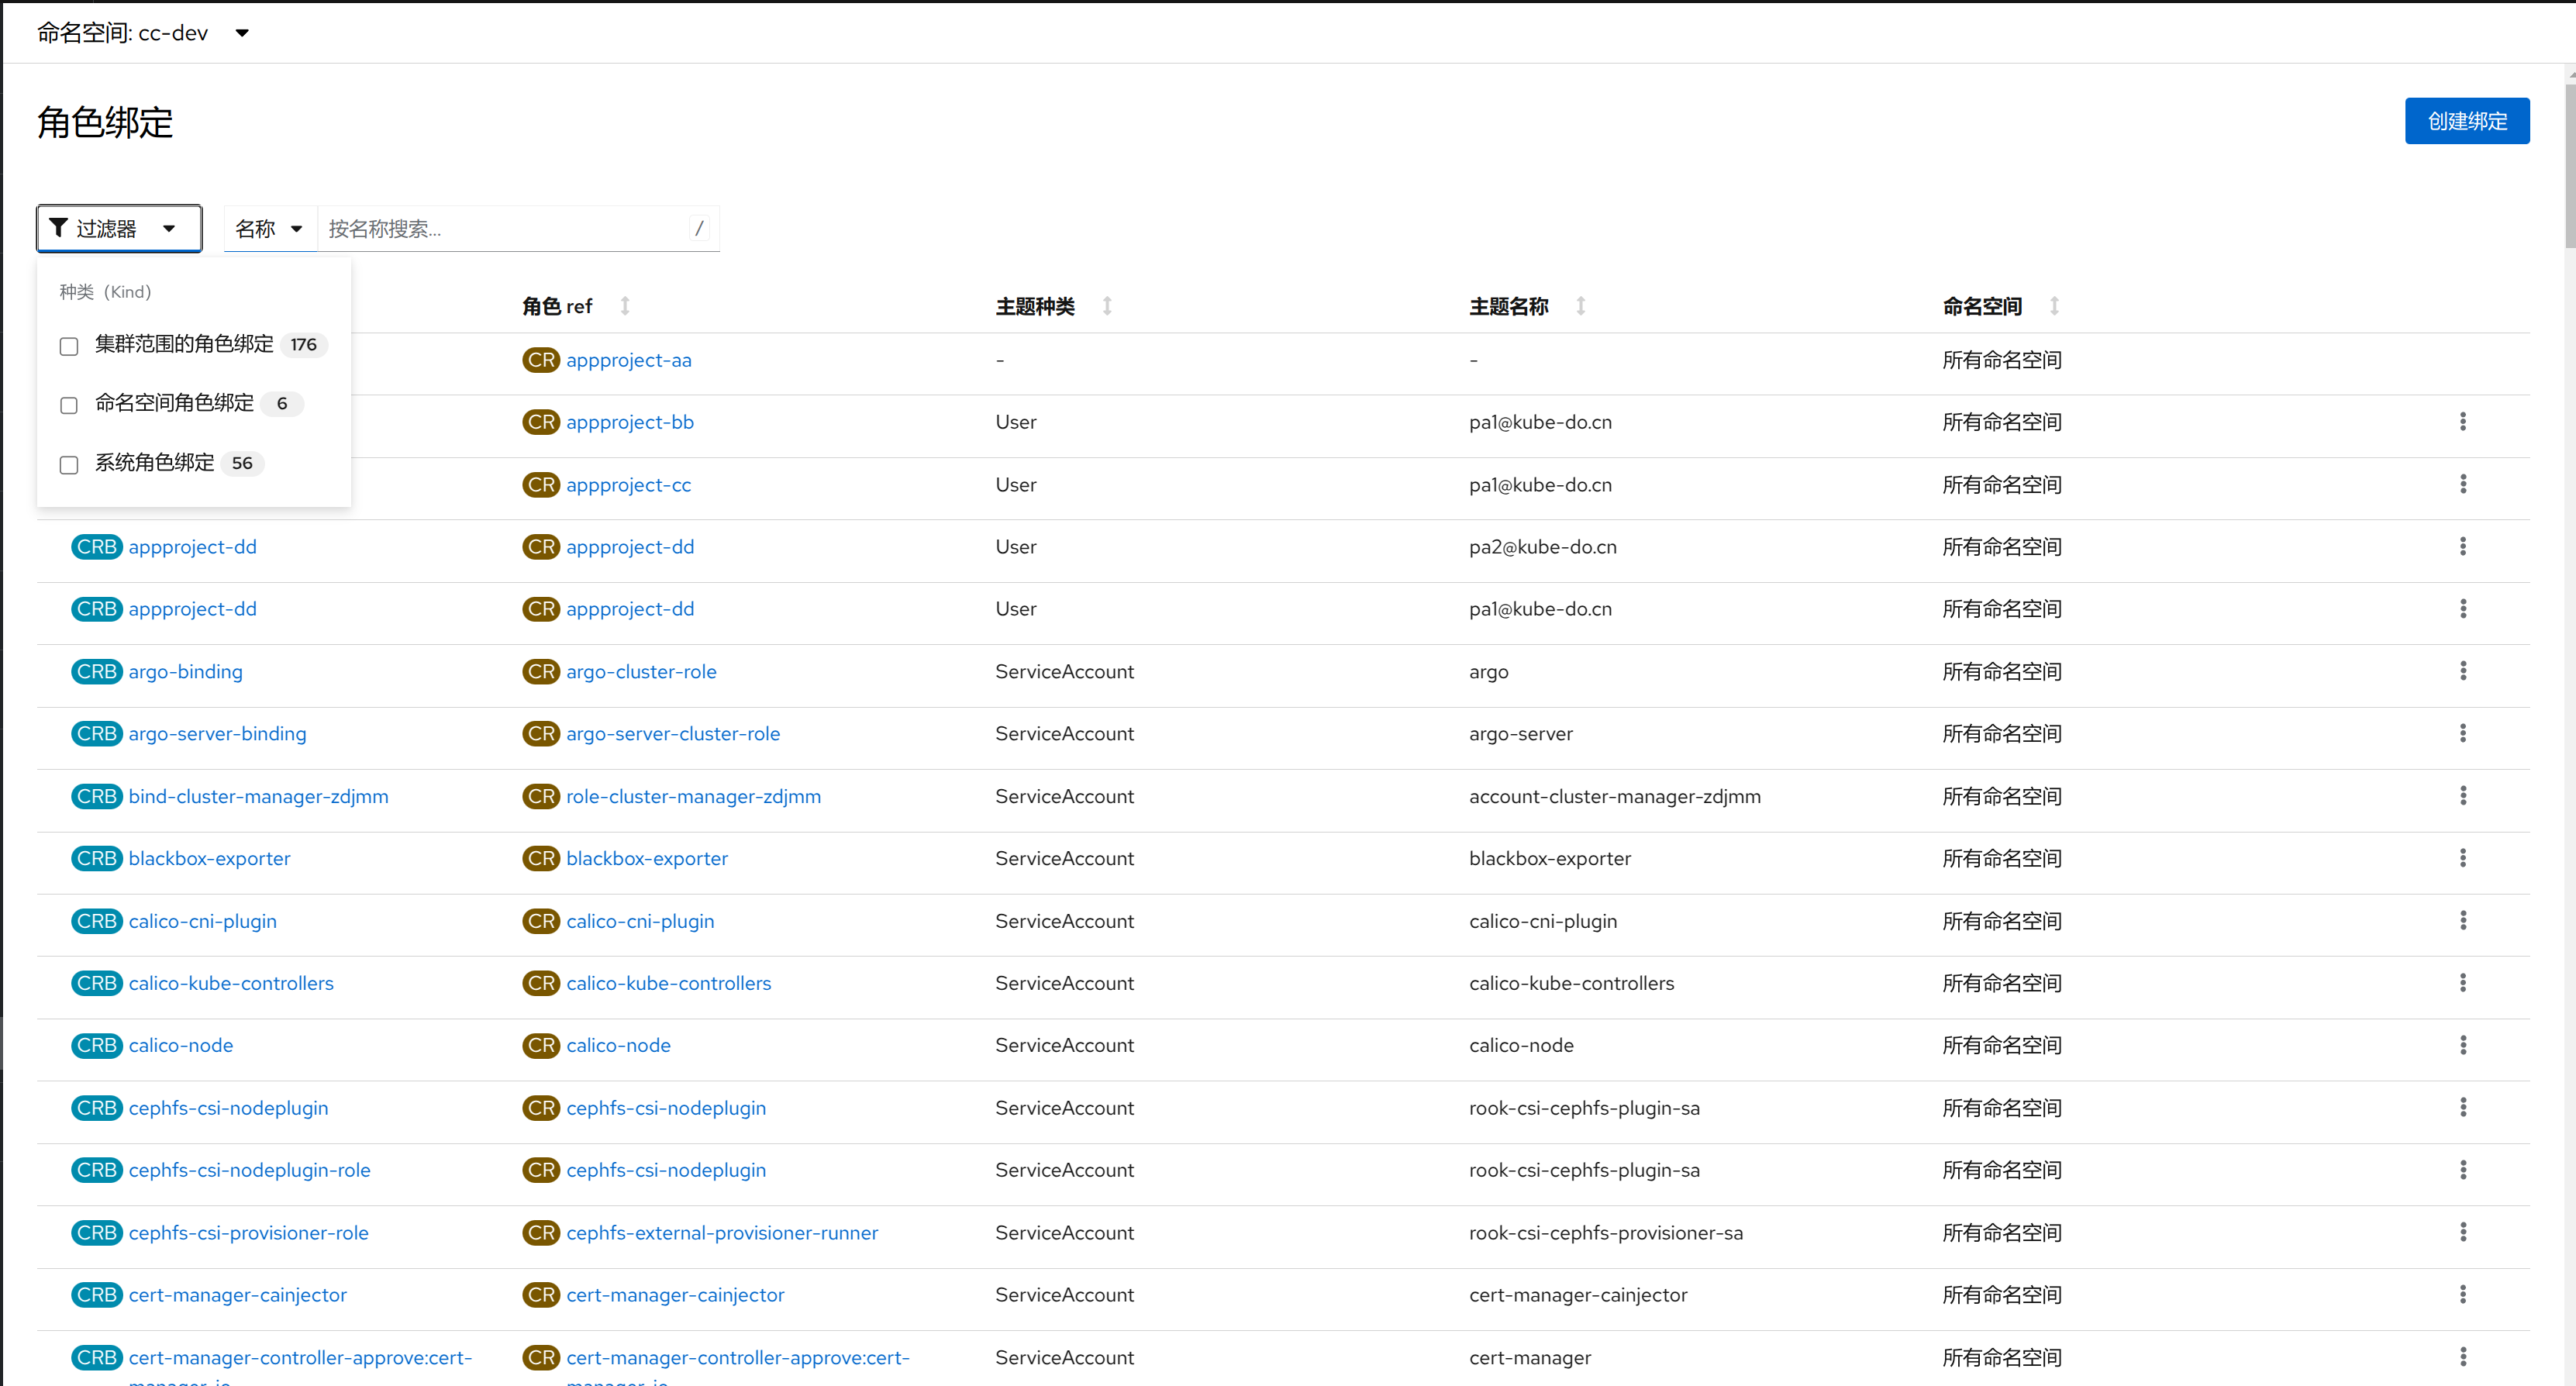 命名空间: cc-dev
角色绑定
创建绑定
过滤器
名称
按名称搜索...
/
种类（Kind）
集群范围的角色绑定 176
命名空间角色绑定 6
系统角色绑定 56
角色 ref 主题种类 主题名称 命名空间
CR appproject-aa - - 所有命名空间
CR appproject-bb User pa1@kube-do.cn 所有命名空间
CR appproject-cc User pa1@kube-do.cn 所有命名空间
CRB appproject-dd CR appproject-dd User pa2@kube-do.cn 所有命名空间
CRB appproject-dd CR appproject-dd User pa1@kube-do.cn 所有命名空间
CRB argo-binding CR argo-cluster-role ServiceAccount argo 所有命名空间
CRB argo-server-binding CR argo-server-cluster-role ServiceAccount argo-server 所有命名空间
CRB bind-cluster-manager-zdjmm CR role-cluster-manager-zdjmm ServiceAccount account-cluster-manager-zdjmm 所有命名空间
CRB blackbox-exporter CR blackbox-exporter ServiceAccount blackbox-exporter 所有命名空间
CRB calico-cni-plugin CR calico-cni-plugin ServiceAccount calico-cni-plugin 所有命名空间
CRB calico-kube-controllers CR calico-kube-controllers ServiceAccount calico-kube-controllers 所有命名空间
CRB calico-node CR calico-node ServiceAccount calico-node 所有命名空间
CRB cephfs-csi-nodeplugin CR cephfs-csi-nodeplugin ServiceAccount rook-csi-cephfs-plugin-sa 所有命名空间
CRB cephfs-csi-nodeplugin-role CR cephfs-csi-nodeplugin ServiceAccount rook-csi-cephfs-plugin-sa 所有命名空间
CRB cephfs-csi-provisioner-role CR cephfs-external-provisioner-runner ServiceAccount rook-csi-cephfs-provisioner-sa 所有命名空间
CRB cert-manager-cainjector CR cert-manager-cainjector ServiceAccount cert-manager-cainjector 所有命名空间
CRB cert-manager-controller-approve:cert- CR cert-manager-controller-approve:cert- ServiceAccount cert-manager 所有命名空间